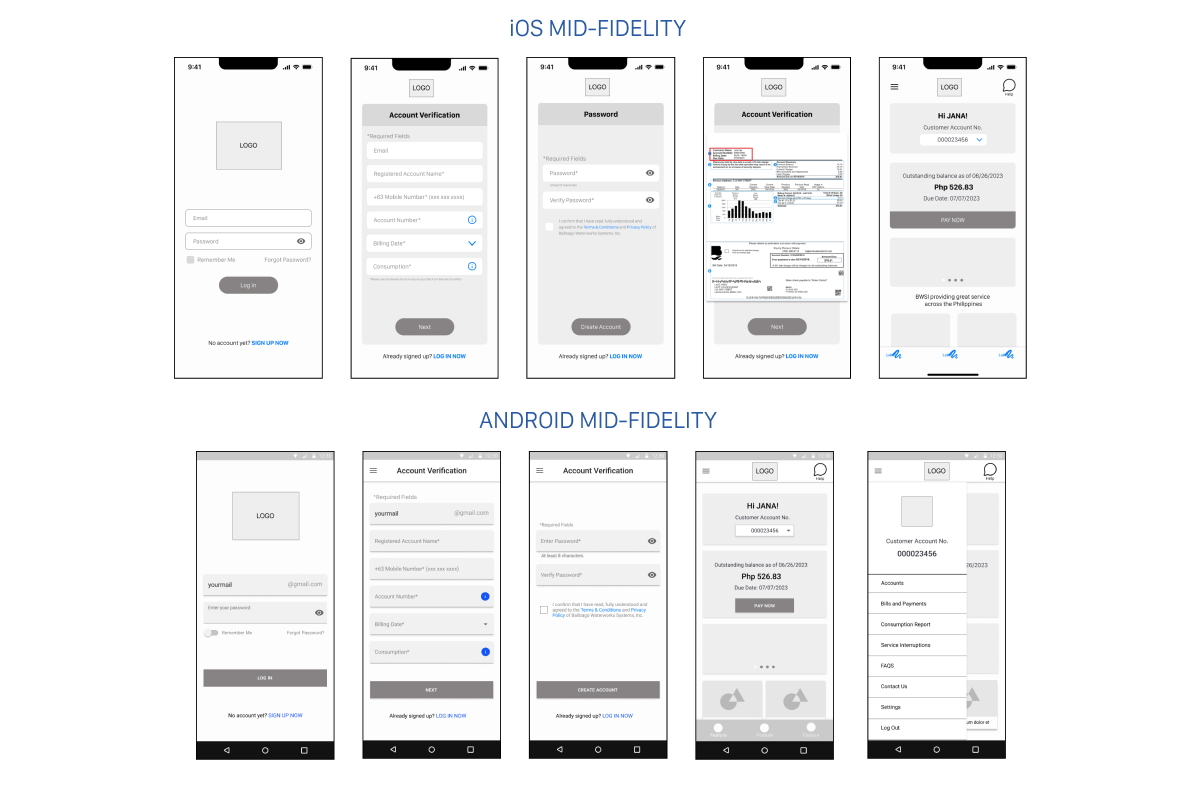 iOS MID-FIDELITY
9:41
LOGO
Email
Password
Remember Me
Forgot Password?
Log in
No account yet? SIGN UP NOW
9:41
LOGO
Account Verification
*Required Fields
Email
Registered Account Name*
+63 Mobile Number* (xxx xxx xxxx)
Account Number*
Billing Date*
Consumption*
Next
Already signed up? LOG IN NOW
9:41
LOGO
Password
*Required Fields
Password*
Verify Password*
I confirm that I have read, fully understood and
agreed to the Terms & Conditions and Privacy Policy of
Balibago Waterworks Systems, Inc.
Create Account
Already signed up? LOG IN NOW
9:41
LOGO
Account Verification
Next
Already signed up? LOG IN NOW
9:41
LOGO
Help
Hi JANA!
Customer Account No.
000023456
Outstanding balance as of 06/26/2023
Php 526.83
Due Date: 07/07/2023
PAY NOW
BWSI providing great service
across the Philippines
ANDROID MID-FIDELITY
LOGO
yourmail
@gmail.com
Enter your password
Remember Me
Forgot Password?
LOG IN
No account yet? SIGN UP NOW
Account Verification
*Required Fields
yourmail
@gmail.com
Registered Account Name*
+63 Mobile Number* (xxx xxx xxxx)
Account Number*
Billing Date*
Consumption*
NEXT
Already signed up? LOG IN NOW
Account Verification
*Required Fields
Enter Password*
At least 8 characters
Verify Password*
I confirm that I have read, fully understood and
agreed to the Terms & Conditions and Privacy
Policy of Balibago Waterworks Systems, Inc.
CREATE ACCOUNT
Already signed up? LOG IN NOW
LOGO
Help
Hi JANA!
Customer Account No.
000023456
Outstanding balance as of 06/26/2023
Php 526.83
Due Date: 07/07/2023
PAY NOW
Feature
Feature
Feature
LOGO
Help
Customer Account No.
000023456
6/2023
Accounts
Bills and Payments
Consumption Report
Service Interruptions
FAQS
Contact Us
Settings
um dolor et
Log Out